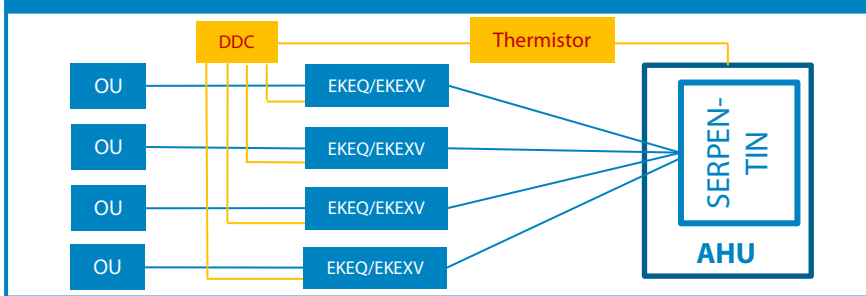 DDC
Thermistor
OU
EKEQ/EKEXV
OU
EKEQ/EKEXV
OU
EKEQ/EKEXV
OU
EKEQ/EKEXV
SERPEN-
TIN
AHU